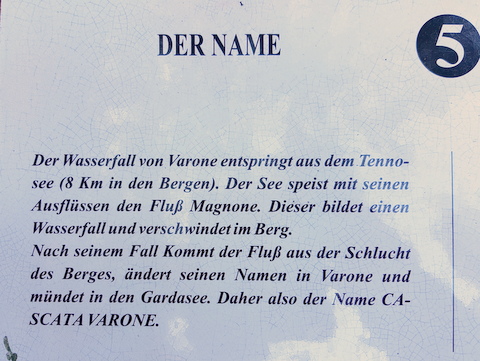 DER NAME
5
Der Wasserfall von Varone entspringt aus dem Tenno-
see (8 Km in den Bergen). Der See speist mit seinen
Ausflüssen den Fluß Magnone. Dieser bildet einen
Wasserfall und verschwindet im Berg.
Nach seinem Fall Kommt der Fluß aus der Schlucht
des Berges, ändert seinen Namen in Varone und
mündet in den Gardasee. Daher also der Name CA-
SCATA VARONE.